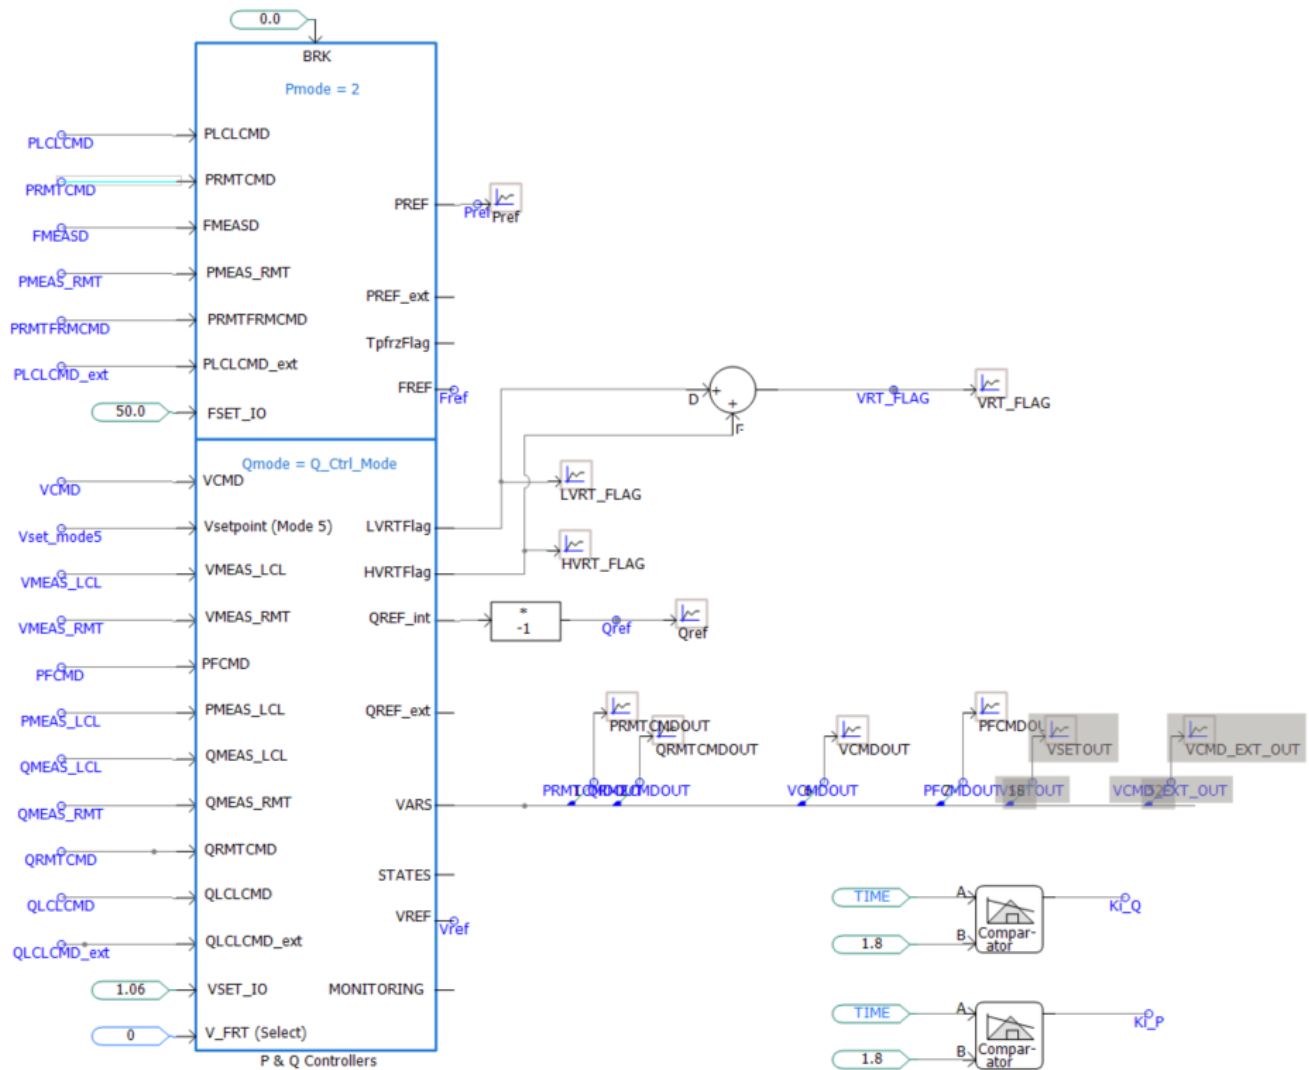 0.0
BRK
Pmode = 2
PLCLCMD
PLCLCMD
PRMTCMD
PRMTCMD
FMEASD
FMEASD
PREF
Pref
Pref
PMEAS_RMT
PMEAS_RMT
PREF_ext
PRMTFRMCMD
PRMTFRMCMD
TpfrzFlag
PLCLCMD_ext
PLCLCMD_ext
FREF
Fref
50.0
FSET_IO
D
+
+
F
VRT_FLAG
VRT_FLAG
Qmode = Q_Ctrl_Mode
VCMD
VCMD
LVRT_FLAG
Vset_mode5
Vsetpoint (Mode 5)
LVRTFlag
HVRT_FLAG
VMEAS_LCL
VMEAS_LCL
HVRTFlag
VMEAS_RMT
VMEAS_RMT
QREF_int
*
-1
Qref
Qref
PFCMD
PFCMD
PMEAS_LCL
PMEAS_LCL
QREF_ext
PRMTCMDOUT
QRMTCMDOUT
VCMDOUT
PFCMDOU
VSETOUT
VCMD_EXT_OUT
QMEAS_LCL
QMEAS_LCL
QMEAS_RMT
QMEAS_RMT
VARS
VCMDOUT
PFCMDOUT
18
VCMD_EXT_OUT
QRMTCMD
QRMTCMD
STATES
QLCLCMD
QLCLCMD
VREF
Vref
QLCLCMD_ext
QLCLCMD_ext
1.06
VSET_IO
MONITORING
0
V_FRT (Select)
P & Q Controllers
TIME
A
Ki_Q
1.8
B
Compar-
ator
TIME
A
Ki_P
1.8
B
Compar-
ator